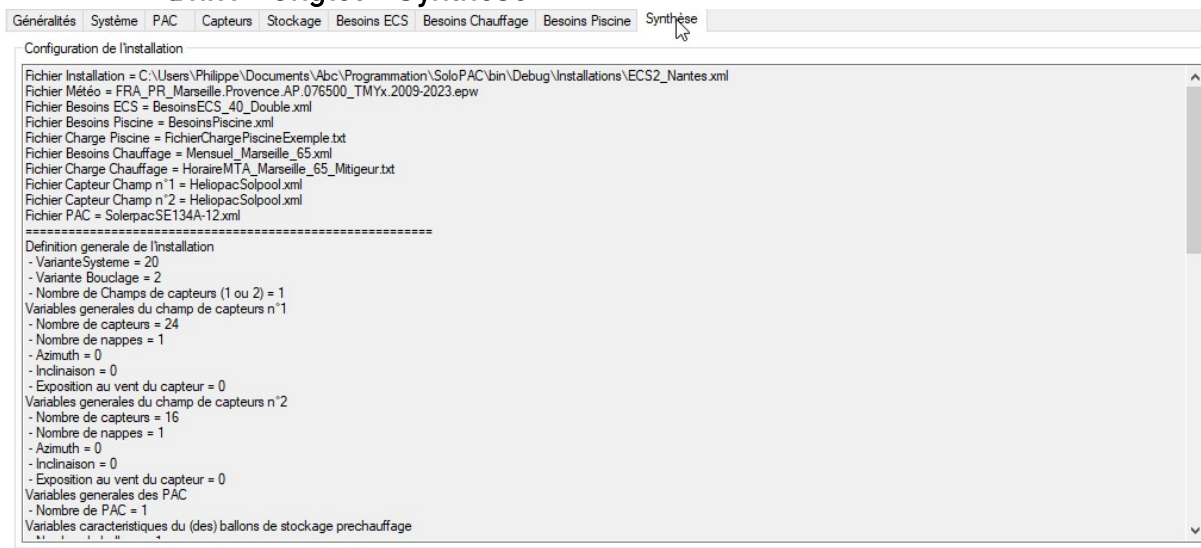 Généralités Système PAC Capteurs Stockage Besoins ECS Besoins Chauffage Besoins Piscine Synthèse
Configuration de l'installation
Fichier Installation = C:\Users\Philippe\Documents\Abc\Programmation\SoloPAC\bin\Debug\Installations\ECS2_Nantes.xml
Fichier Météo = FRA_PR_Marseille.Provence.AP.076500_TMYx.2009-2023.epw
Fichier Besoins ECS = BesoinsECS_40_Double.xml
Fichier Besoins Piscine = BesoinsPiscine.xml
Fichier Charge Piscine = FichierChargePiscineExemple.txt
Fichier Besoins Chauffage = Mensuel_Marseille_65.xml
Fichier Charge Chauffage = HoraireMTA_Marseille_65_Mitigeur.txt
Fichier Capteur Champ n°1 = HeliopacSolpool.xml
Fichier Capteur Champ n°2 = HeliopacSolpool.xml
Fichier PAC = SolerpacSE134A-12.xml
=========================================================
Definition generale de l'installation
- VarianteSysteme = 20
- Variante Bouclage = 2
- Nombre de Champs de capteurs (1 ou 2) = 1
Variables generales du champ de capteurs n°1
- Nombre de capteurs = 24
- Nombre de nappes = 1
- Azimuth = 0
- Inclinaison = 0
- Exposition au vent du capteur = 0
Variables generales du champ de capteurs n°2
- Nombre de capteurs = 16
- Nombre de nappes = 1
- Azimuth = 0
- Inclinaison = 0
- Exposition au vent du capteur = 0
Variables generales des PAC
- Nombre de PAC = 1
Variables caracteristiques du (des) ballons de stockage prechauffage